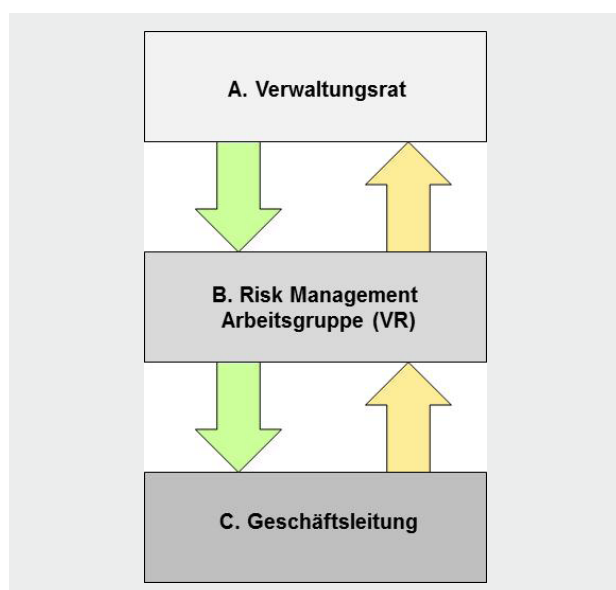 A. Verwaltungsrat
B. Risk Management
Arbeitsgruppe (VR)
C. Geschäftsleitung